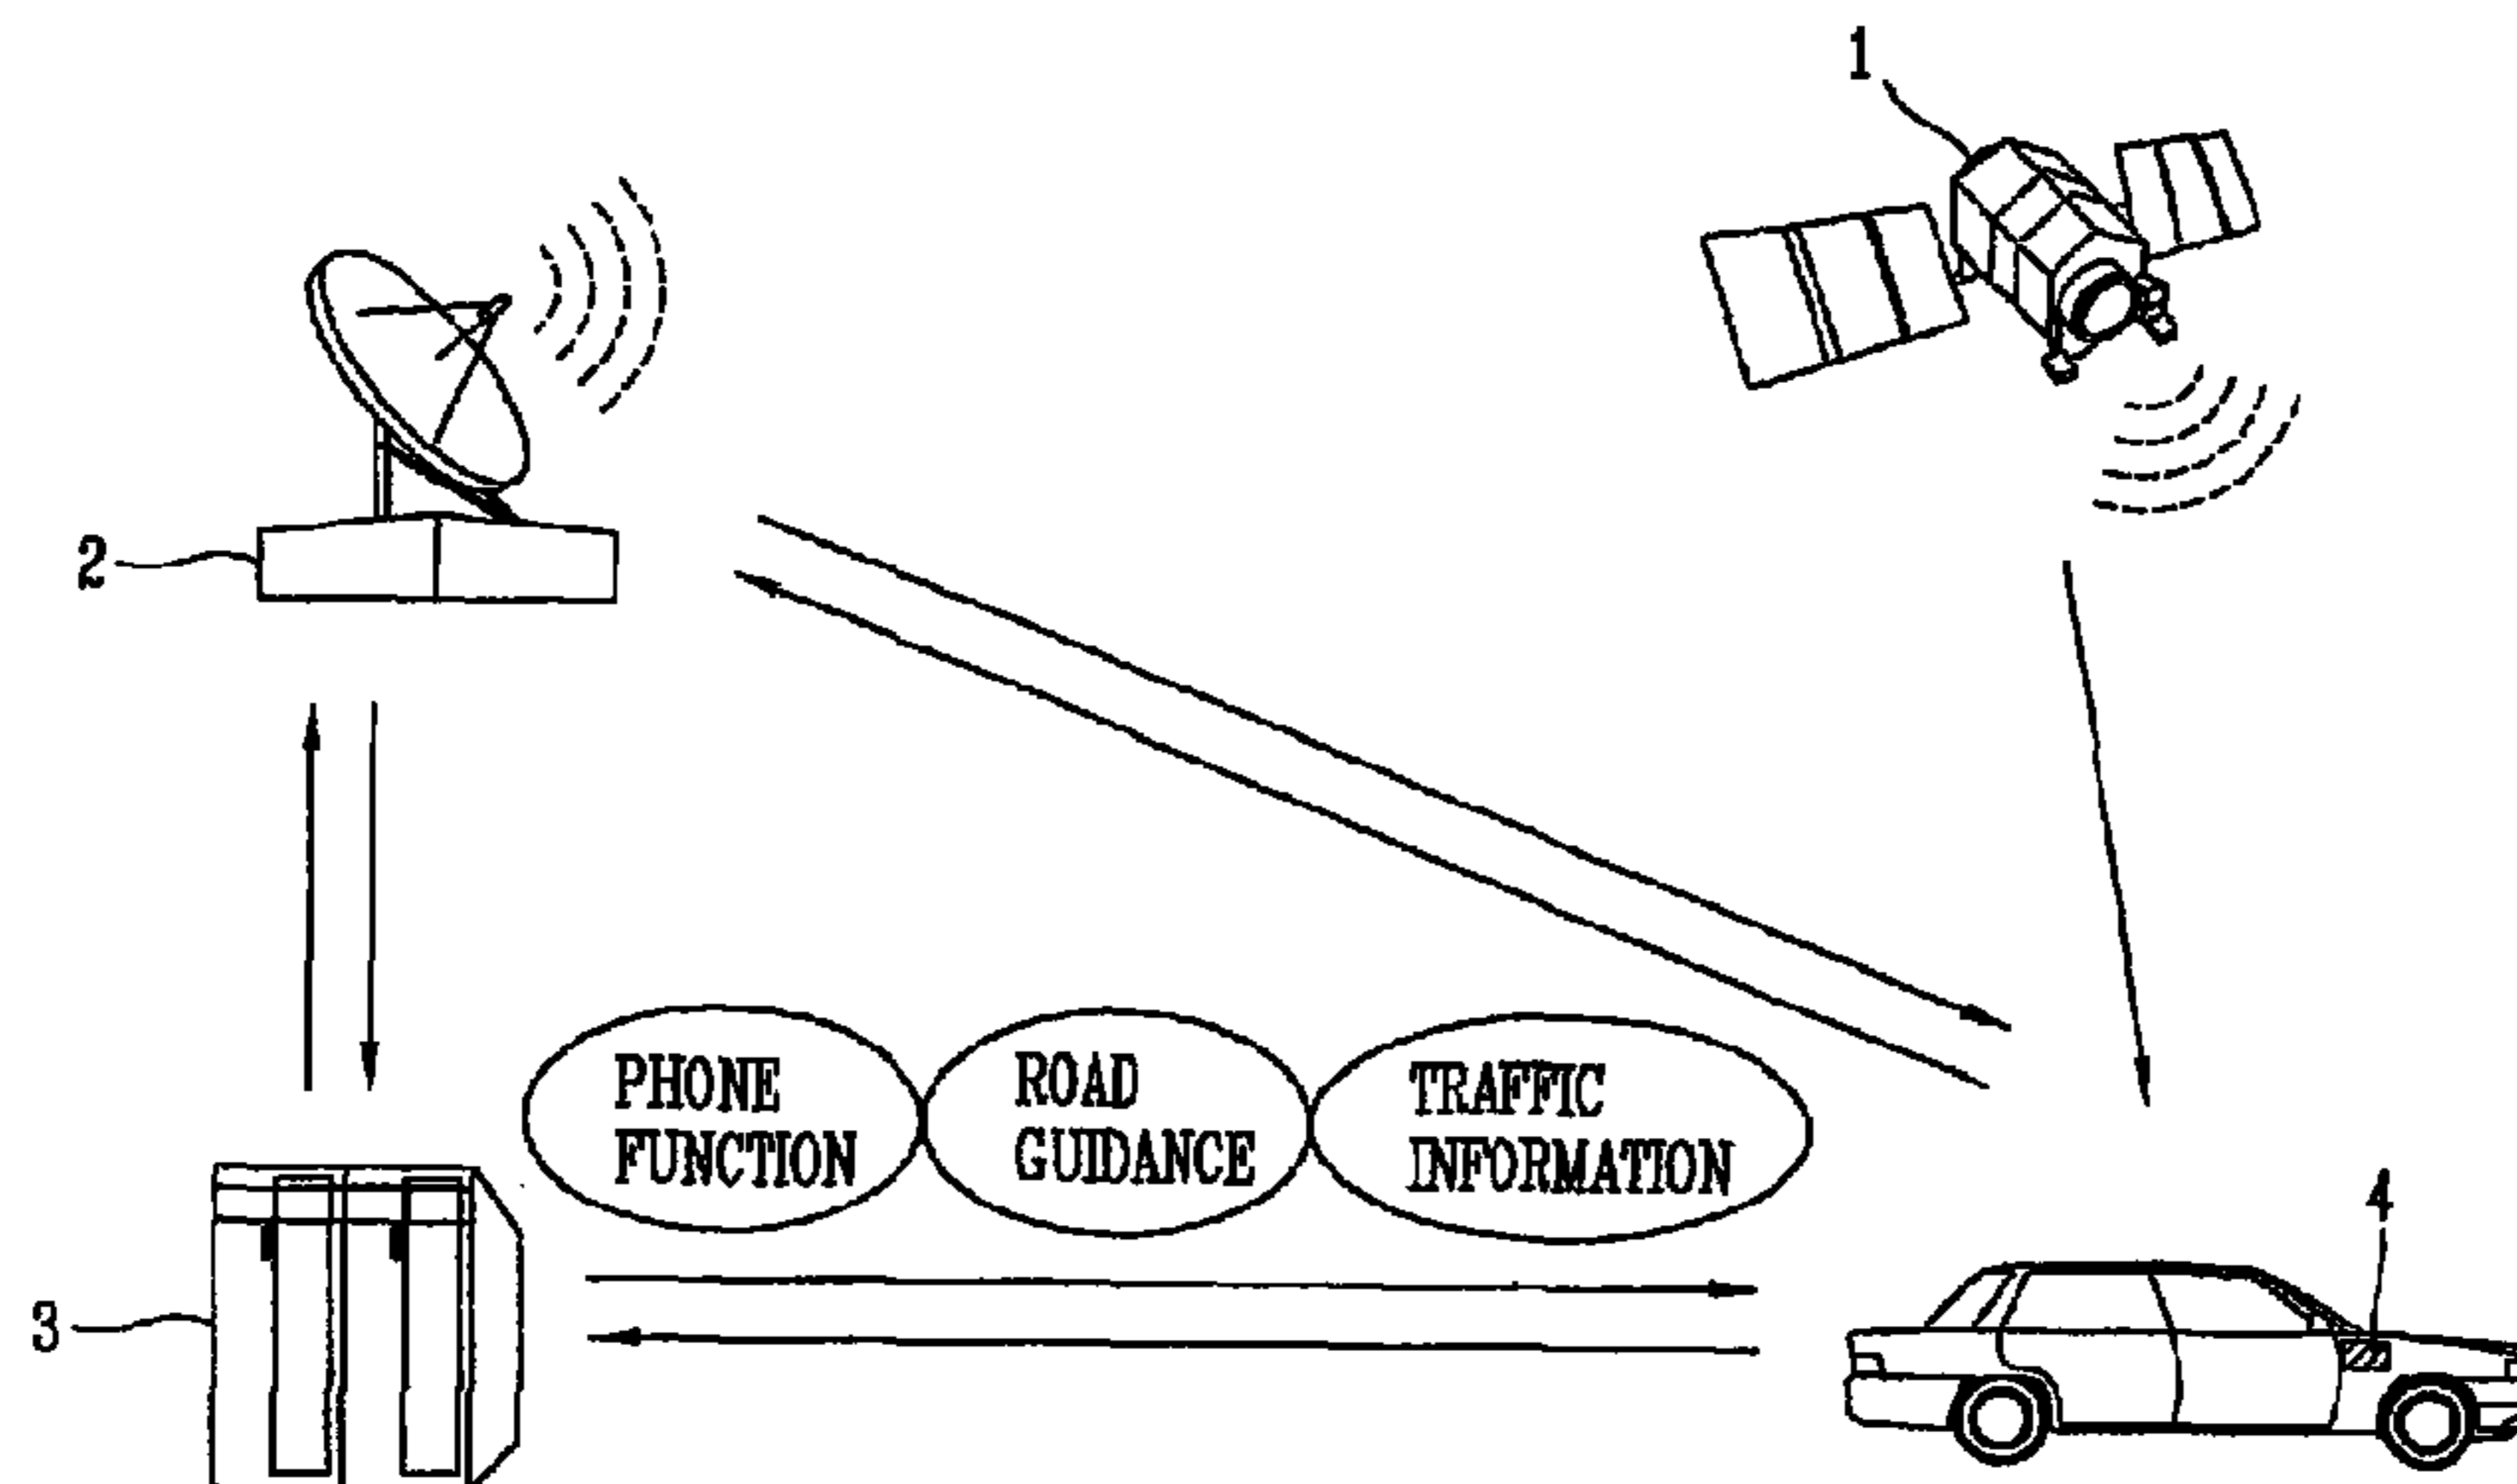 1
2
PHONE
FUNCTION
ROAD
GUIDANCE
TRAFFIC
INFORMATION
4
3